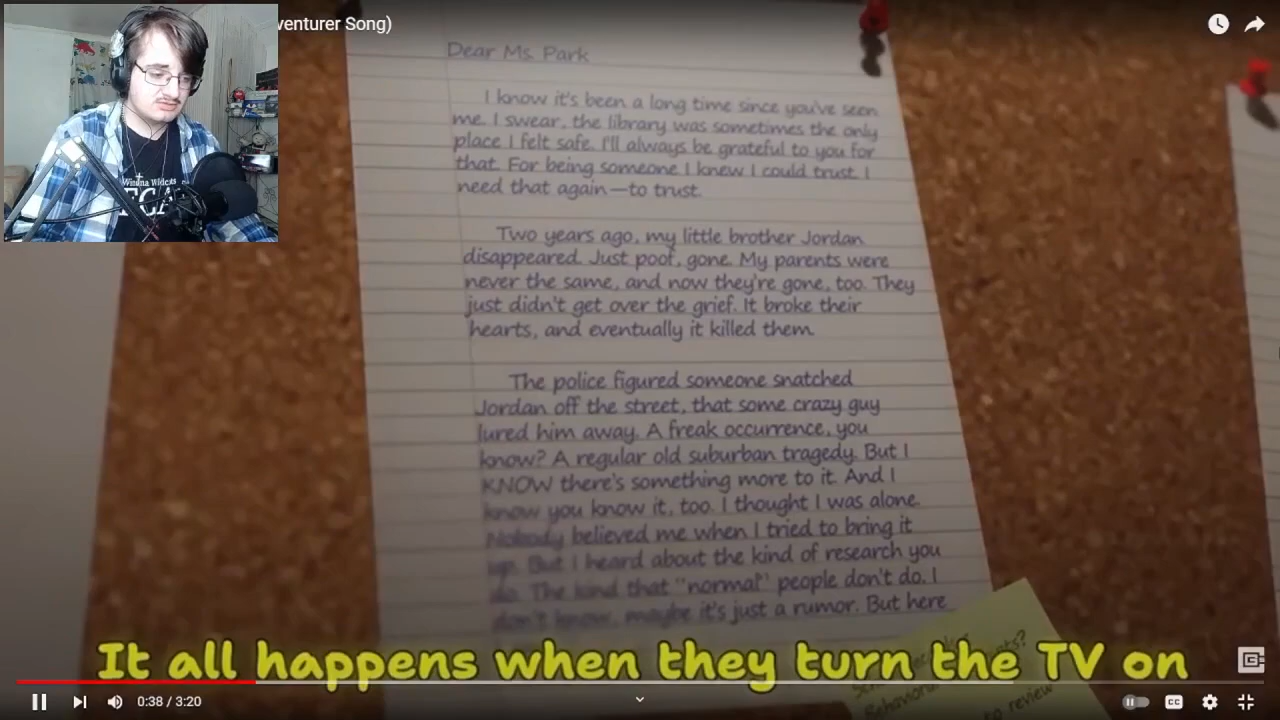 venturer Song)
Dear Ms. Park
I know it's been a long time since you've seen
me. I swear, the library was sometimes the only
place I felt safe. I'll always be grateful to you for
that. For being someone I knew I could trust. I
need that again—to trust.
Two years ago, my little brother Jordan
disappeared. Just poof, gone. My parents were
never the same, and now they're gone, too. They
just didn't get over the grief. It broke their
hearts, and eventually it killed them.
The police figured someone snatched
Jordan off the street, that some crazy guy
lured him away. A freak occurrence, you
know? A regular old suburban tragedy. But I
KNOW there's something more to it. And I
know you know it, too. I thought I was alone.
Nobody believed me when I tried to bring it
up. But I heard about the kind of research you
do. The kind that "normal" people don't do. I
don't know, maybe it's just a rumor. But here
to review
It all happens when they turn the TV on
0:38 / 3:20
CC